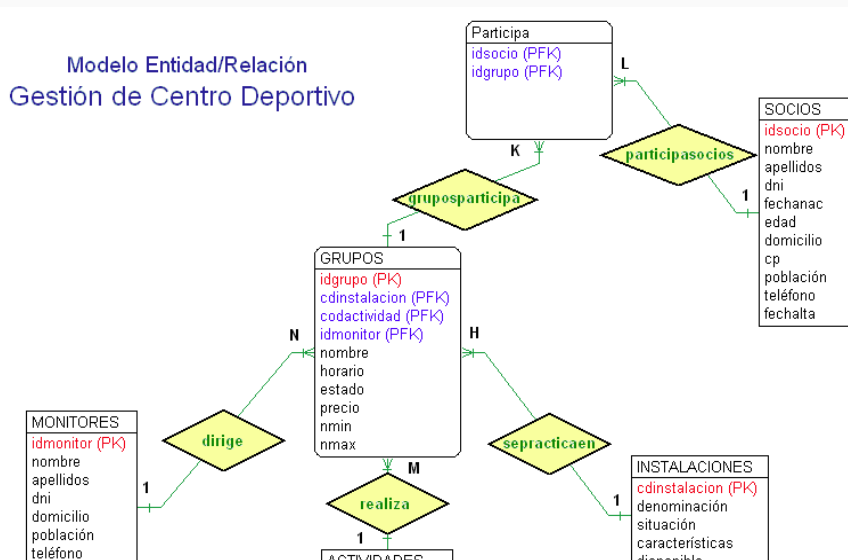 Modelo Entidad/Relación
Gestión de Centro Deportivo
Participa
idsocio (PFK)
idgrupo (PFK)
L
K
participasocios
1
SOCIOS
idsocio (PK)
nombre
apellidos
dni
fechanac
edad
domicilio
cp
población
teléfono
fechalta
gruposparticipa
1
GRUPOS
idgrupo (PK)
cdinstalacion (PFK)
codactividad (PFK)
idmonitor (PFK)
nombre
horario
estado
precio
nmin
nmax
N
H
dirige
1
MONITORES
idmonitor (PK)
nombre
apellidos
dni
domicilio
población
teléfono
M
realiza
1
ACTIVIDADES
sepracticaen
1
INSTALACIONES
cdinstalacion (PK)
denominación
situación
características
disponible